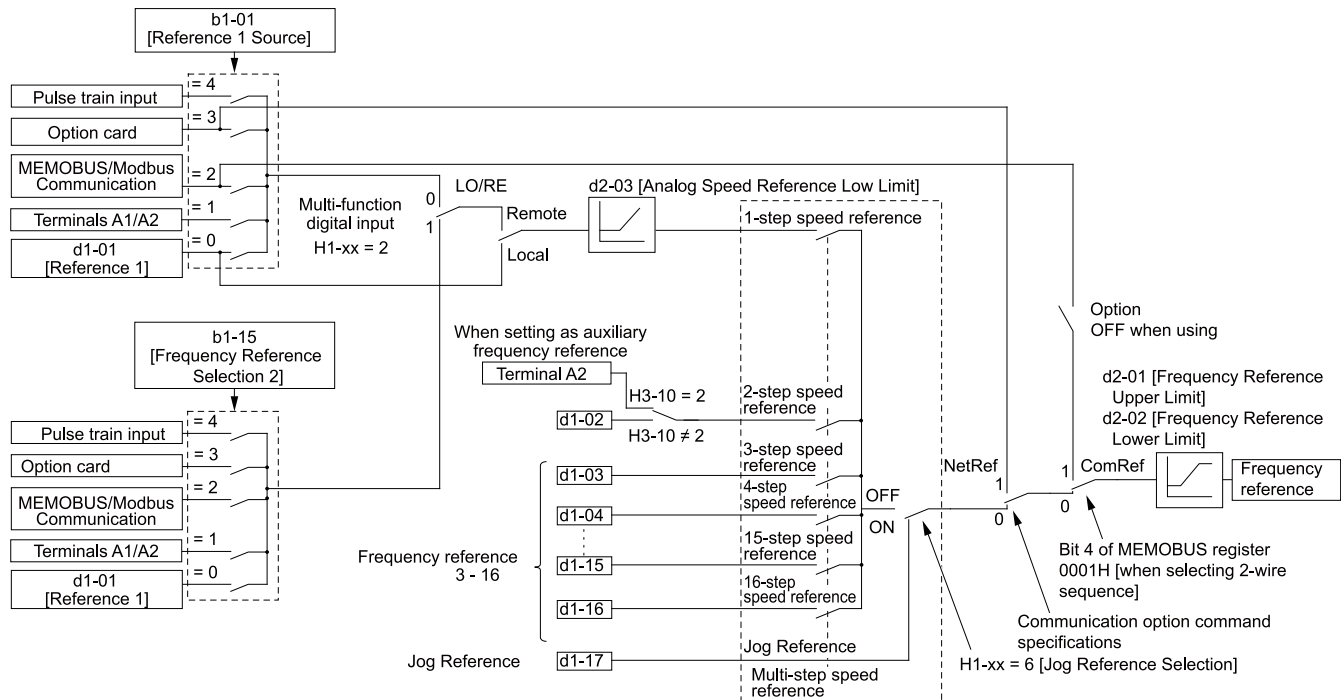 b1-01
[Reference 1 Source]
= 4
Pulse train input
= 3
Option card
MEMOBUS/Modbus
Communication
= 2
Terminals A1/A2
= 1
d1-01
[Reference 1]
= 0
Multi-function
digital input
H1-xx = 2
0
1
LO/RE
Remote
Local
d2-03 [Analog Speed Reference Low Limit]
1-step speed reference
b1-15
[Frequency Reference
Selection 2]
= 4
Pulse train input
= 3
Option card
MEMOBUS/Modbus
Communication
= 2
Terminals A1/A2
= 1
d1-01
[Reference 1]
= 0
When setting as auxiliary
frequency reference
Terminal A2
H3-10 = 2
d1-02
H3-10 ≠ 2
2-step speed
reference
d1-03
3-step speed
reference
d1-04
4-step
speed reference
d1-15
15-step speed
reference
d1-16
16-step
speed reference
Frequency reference
3 - 16
Jog Reference
d1-17
Jog Reference
Multi-step speed
reference
OFF
ON
NetRef
1
0
Option
OFF when using
d2-01 [Frequency Reference
Upper Limit]
d2-02 [Frequency Reference
Lower Limit]
1
0
ComRef
Frequency
reference
Bit 4 of MEMOBUS register
0001H [when selecting 2-wire
sequence]
Communication option command
specifications
H1-xx = 6 [Jog Reference Selection]